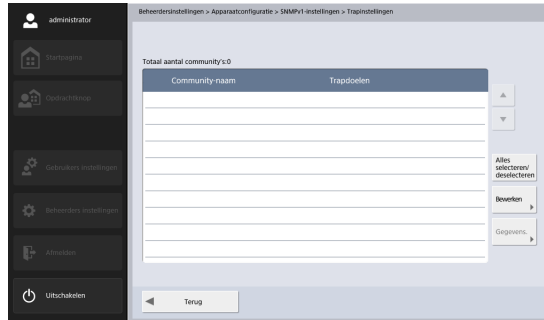 administrator
Beheerdersinstellingen > Apparaatconfiguratie > SNMPv1-instellingen > Trapinstellingen
Startpagina
Opdrachtknop
Gebruikers instellingen
Beheerders instellingen
Afmelden
Uitschakelen
Totaal aantal community's:0
Community-naam Trapdoelen
Alles
selecteren/
deselecteren
Bewerken
Gegevens.
Terug